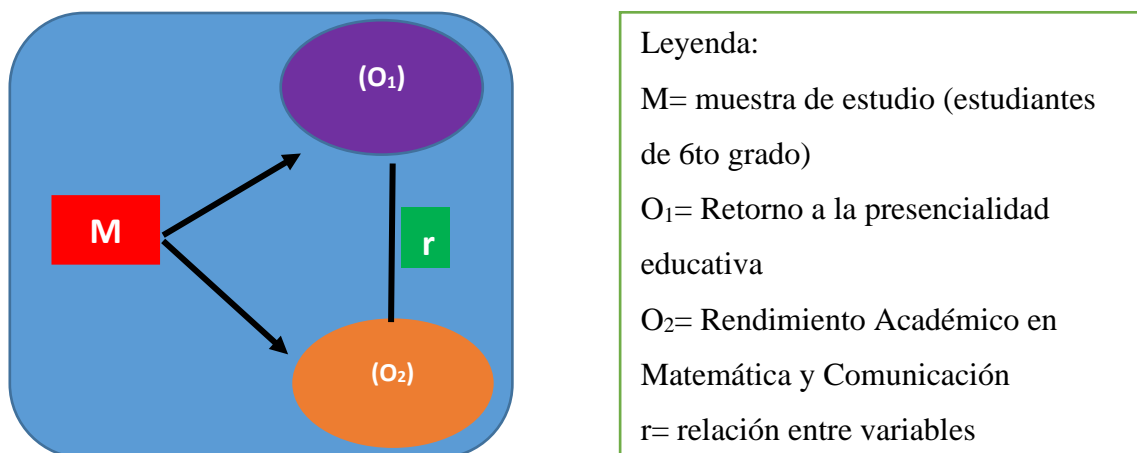 (O₁)
M
r
(O₂)
Leyenda:
M= muestra de estudio (estudiantes
de 6to grado)
O₁= Retorno a la presencialidad
educativa
O₂= Rendimiento Académico en
Matemática y Comunicación
r= relación entre variables